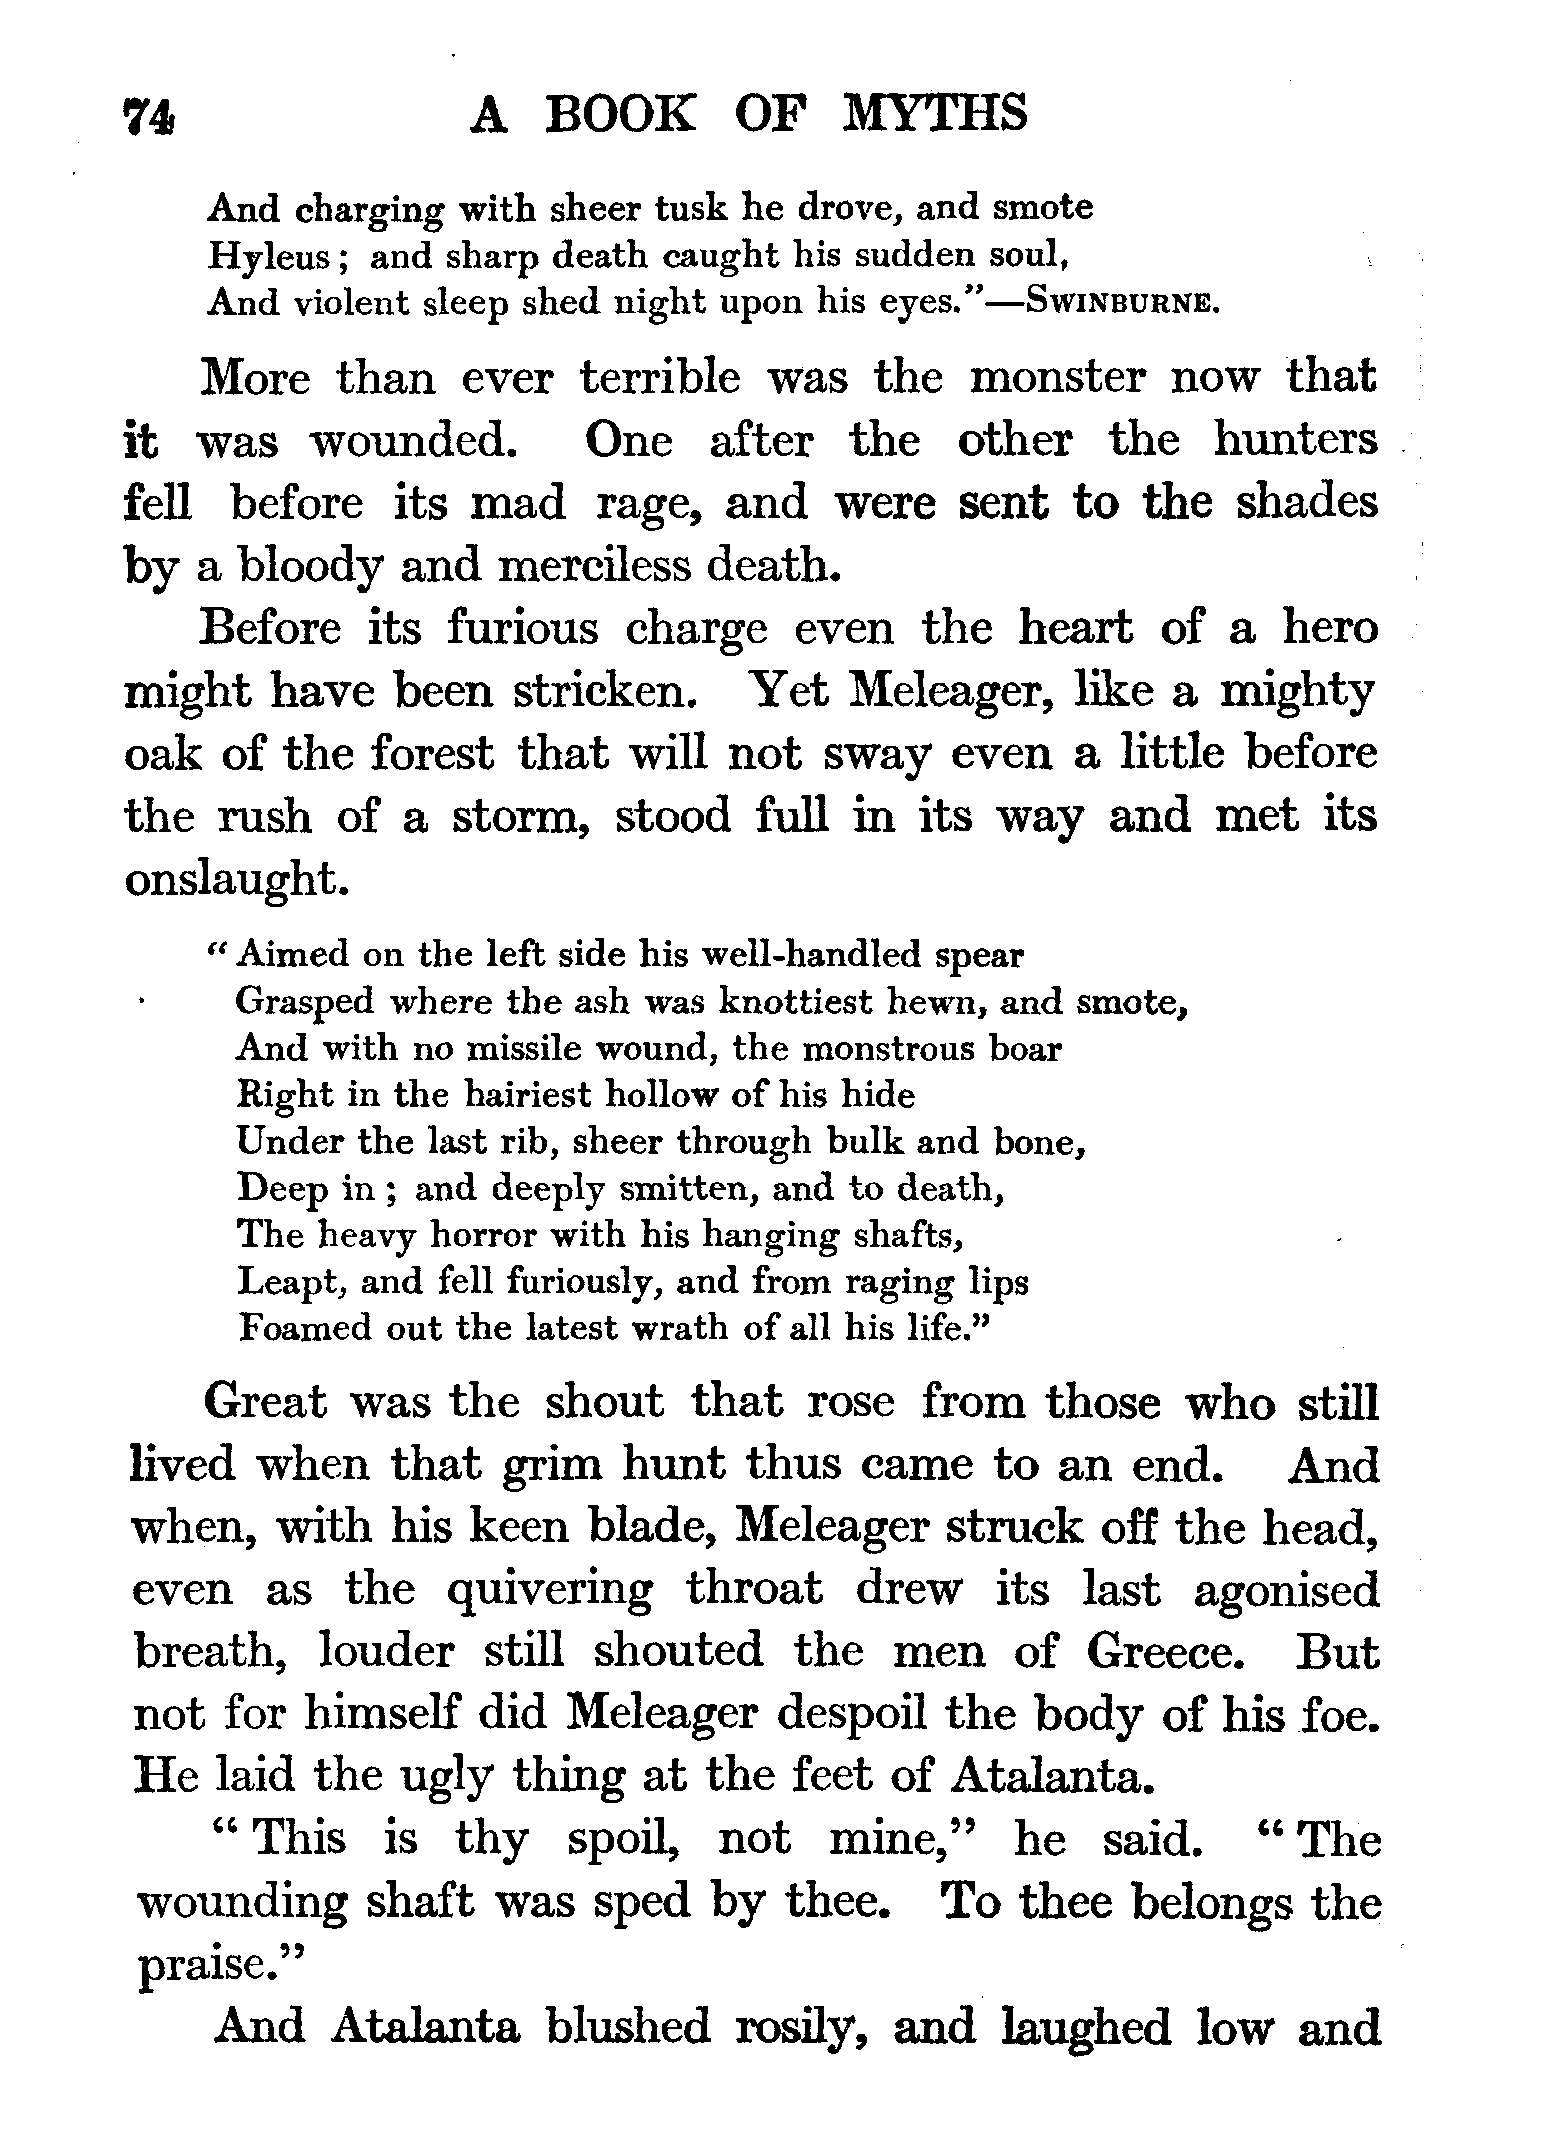 74 A BOOK OF MYTHS
And charging with sheer tusk he drove, and smote
Hyleus ; and sharp death caught his sudden soul,
And violent sleep shed night upon his eyes.”—SWINBURNE.
More than ever terrible was the monster now that
it was wounded. One after the other the hunters
fell before its mad rage, and were sent to the shades
by a bloody and merciless death.
Before its furious charge even the heart of a hero
might have been stricken. Yet Meleager, like a mighty
oak of the forest that will not sway even a little before
the rush of a storm, stood full in its way and met its
onslaught.
“ Aimed on the left side his well-handled spear
Grasped where the ash was knottiest hewn, and smote,
And with no missile wound, the monstrous boar
Right in the hairiest hollow of his hide
Under the last rib, sheer through bulk and bone,
Deep in ; and deeply smitten, and to death,
The heavy horror with his hanging shafts,
Leapt, and fell furiously, and from raging lips
Foamed out the latest wrath of all his life.”
Great was the shout that rose from those who still
lived when that grim hunt thus came to an end. And
when, with his keen blade, Meleager struck off the head,
even as the quivering throat drew its last agonised
breath, louder still shouted the men of Greece. But
not for himself did Meleager despoil the body of his foe.
He laid the ugly thing at the feet of Atalanta.
“ This is thy spoil, not mine,” he said. “ The
wounding shaft was sped by thee. To thee belongs the
praise.”
And Atalanta blushed rosily, and laughed low and